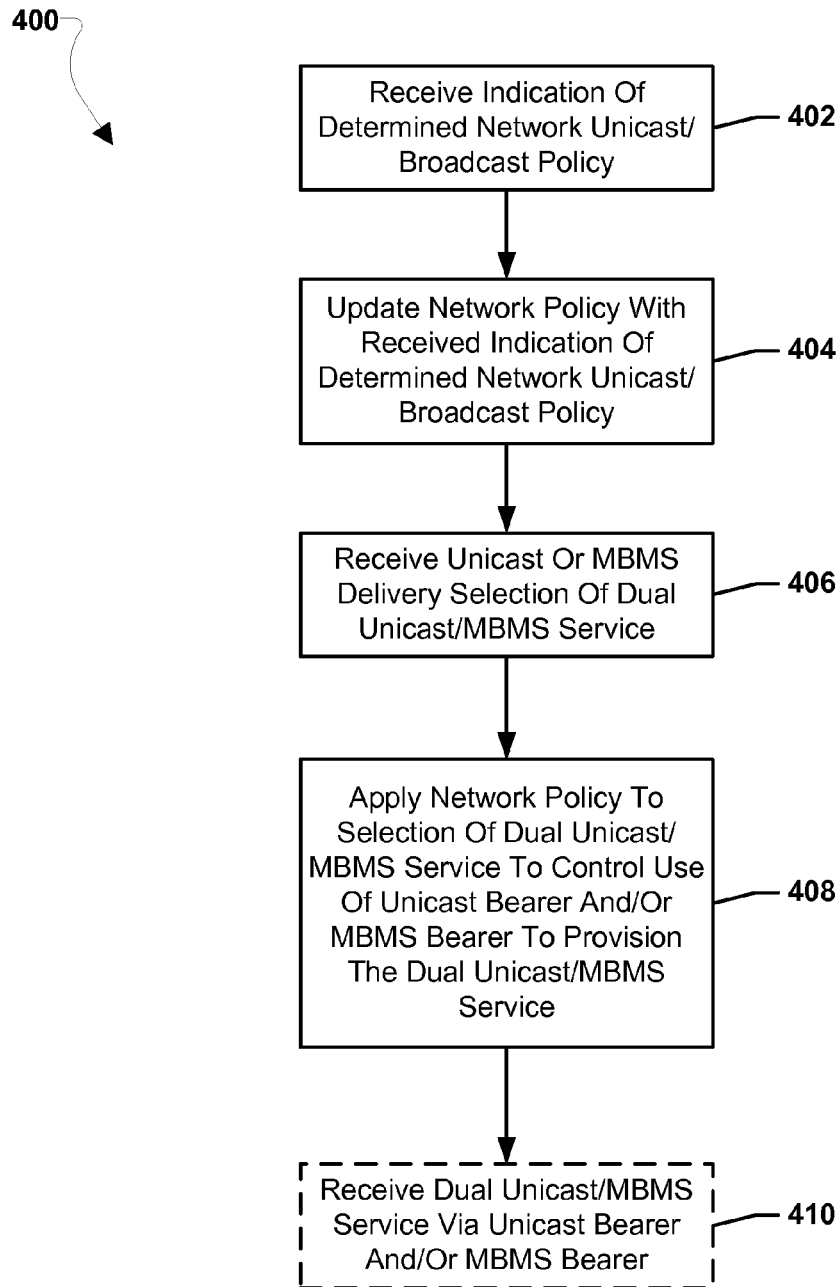 400
Receive Indication Of
Determined Network Unicast/
Broadcast Policy
402
Update Network Policy With
Received Indication Of
Determined Network Unicast/
Broadcast Policy
404
Receive Unicast Or MBMS
Delivery Selection Of Dual
Unicast/MBMS Service
406
Apply Network Policy To
Selection Of Dual Unicast/
MBMS Service To Control Use
Of Unicast Bearer And/Or
MBMS Bearer To Provision
The Dual Unicast/MBMS
Service
408
Receive Dual Unicast/MBMS
Service Via Unicast Bearer
And/Or MBMS Bearer
410